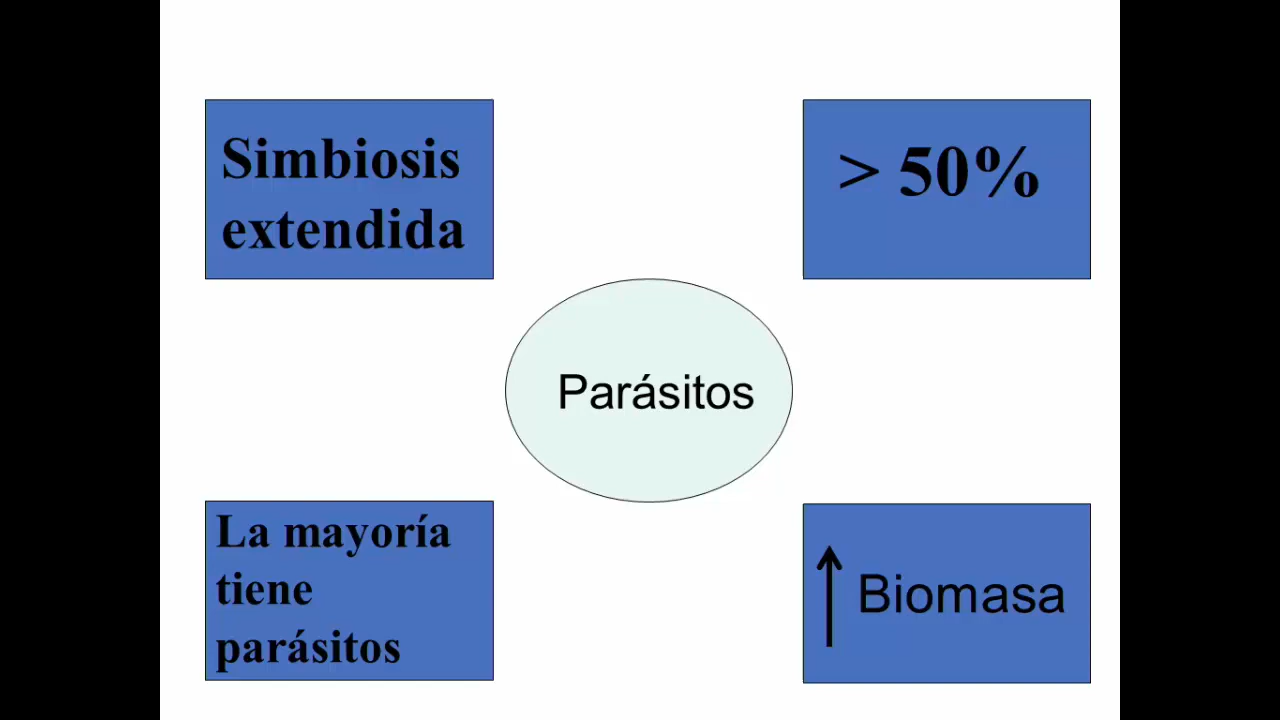 Simbiosis
extendida
> 50%
Parásitos
La mayoría
tiene
parásitos
Biomasa